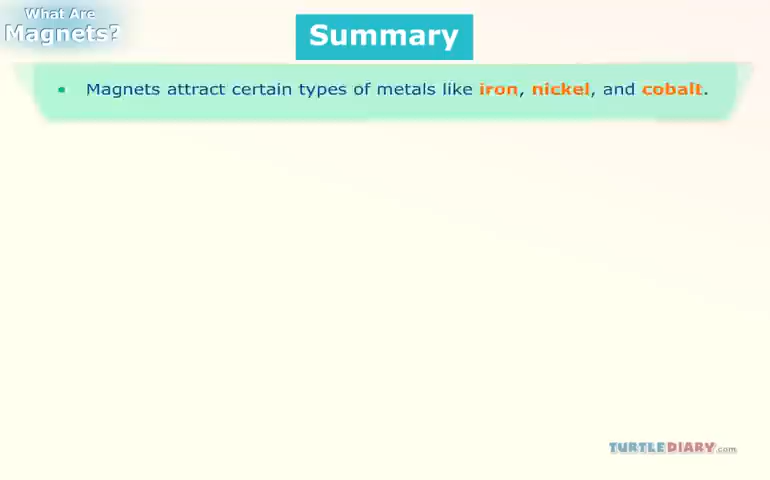 What Are
Magnets?
Summary
• Magnets attract certain types of metals like iron, nickel, and cobalt.
TURTLEDIARY.com